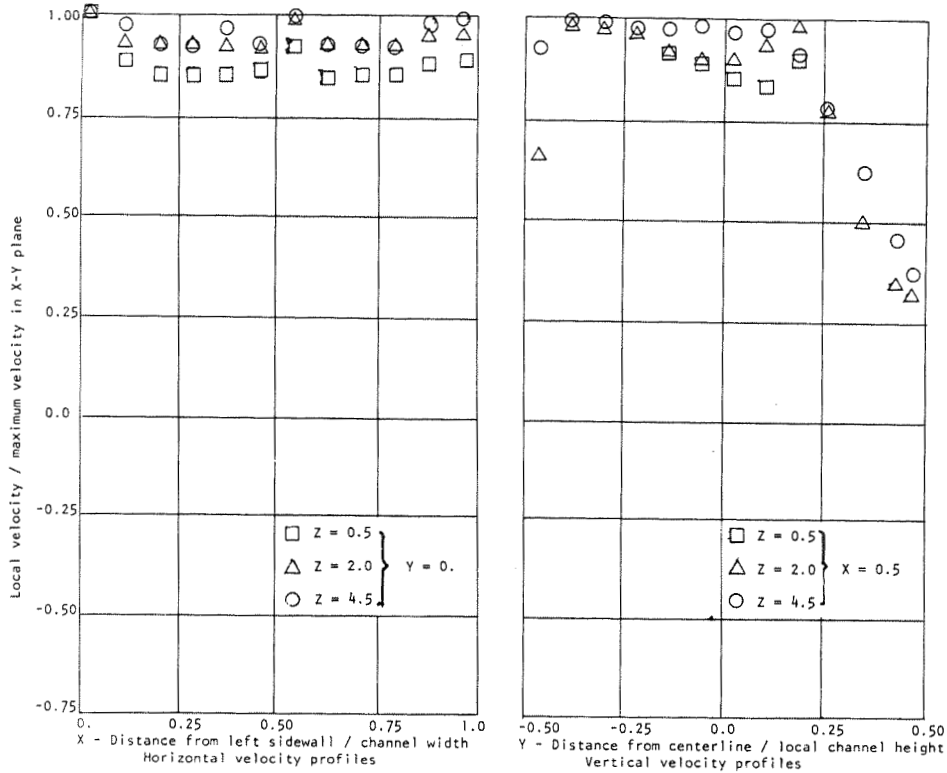 Local velocity / maximum velocity in X-Y plane
1.00
0.75
0.50
0.25
0.0
-0.25
-0.50
-0.75
Z = 0.5
Z = 2.0
Z = 4.5
Y = 0.
0. 0.25 0.50 0.75 1.0
X - Distance from left sidewall / channel width
Horizontal velocity profiles
Z = 0.5
Z = 2.0
Z = 4.5
X = 0.5
-0.50 -0.25 0.0 0.25 0.50
Y - Distance from centerline / local channel height
Vertical velocity profiles